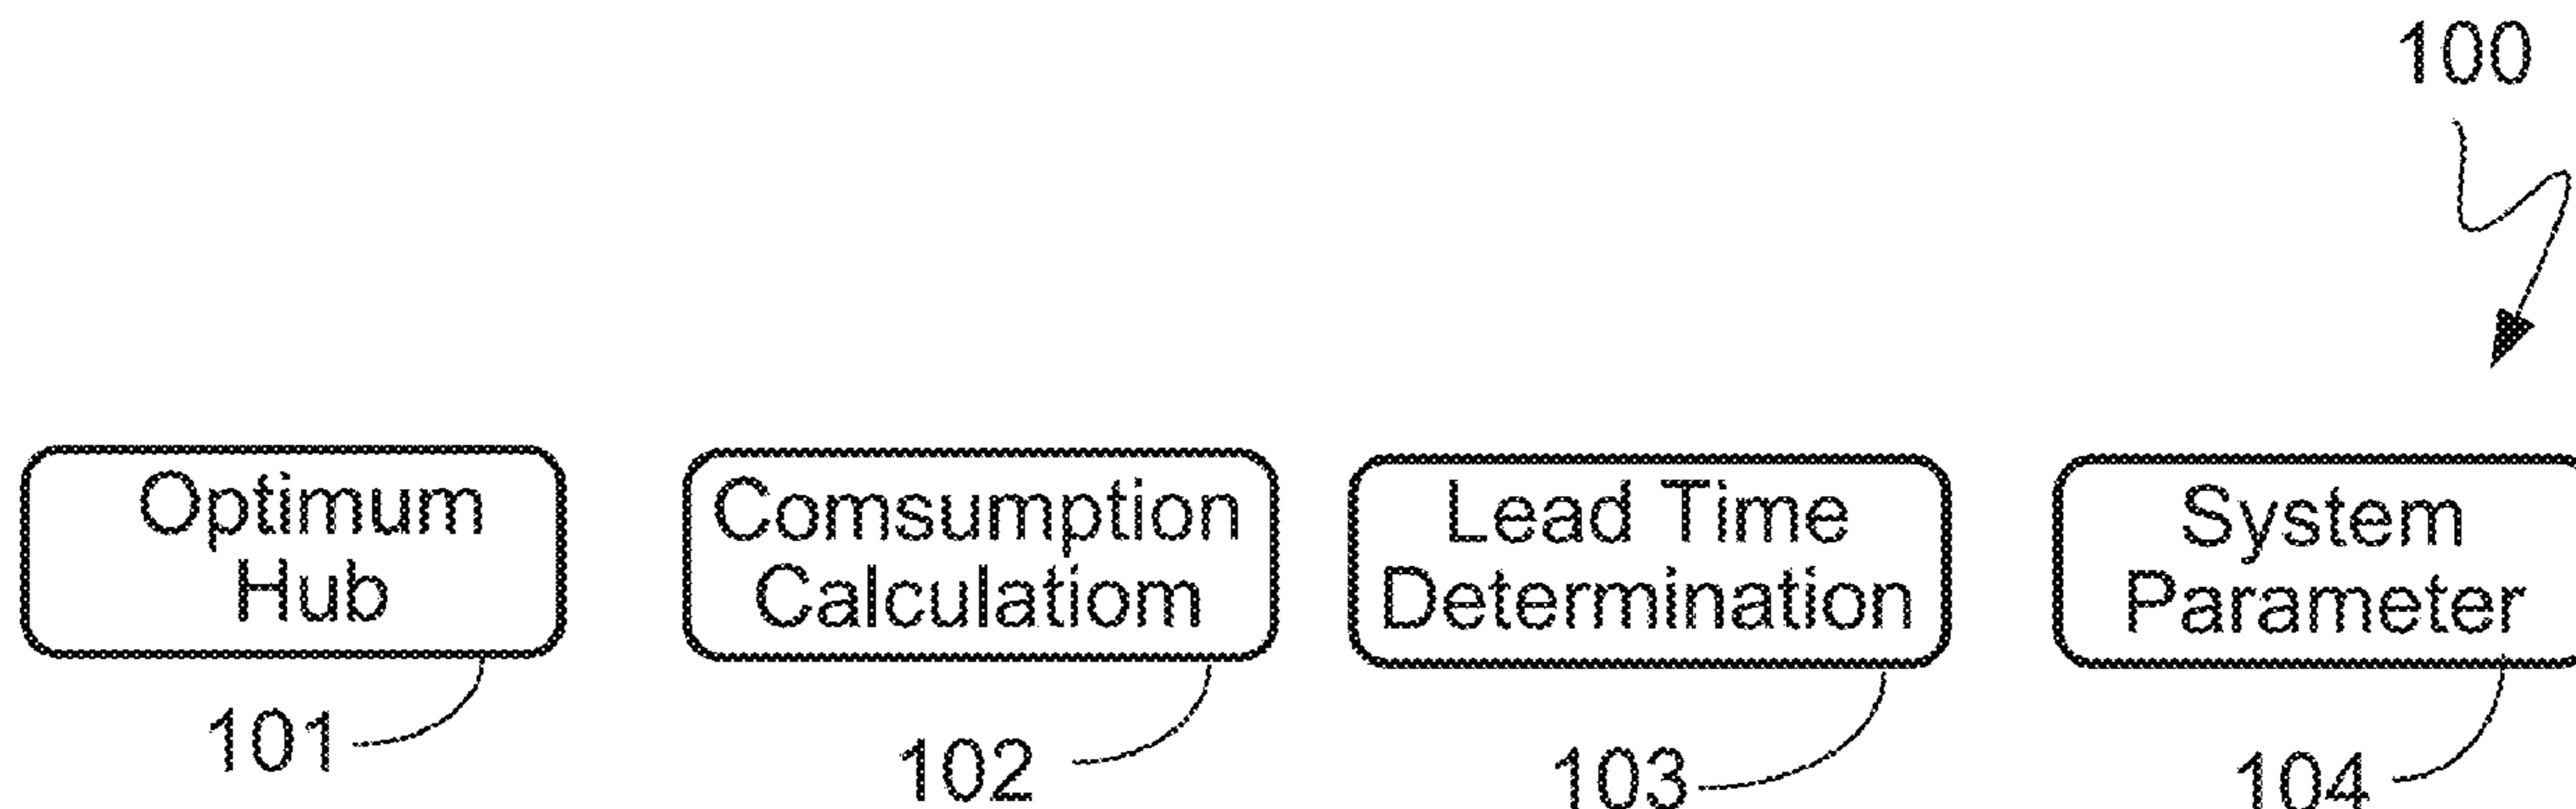 100
Optimum
Hub
Comsumption
Calculatiom
Lead Time
Determination
System
Parameter
101
102
103
104